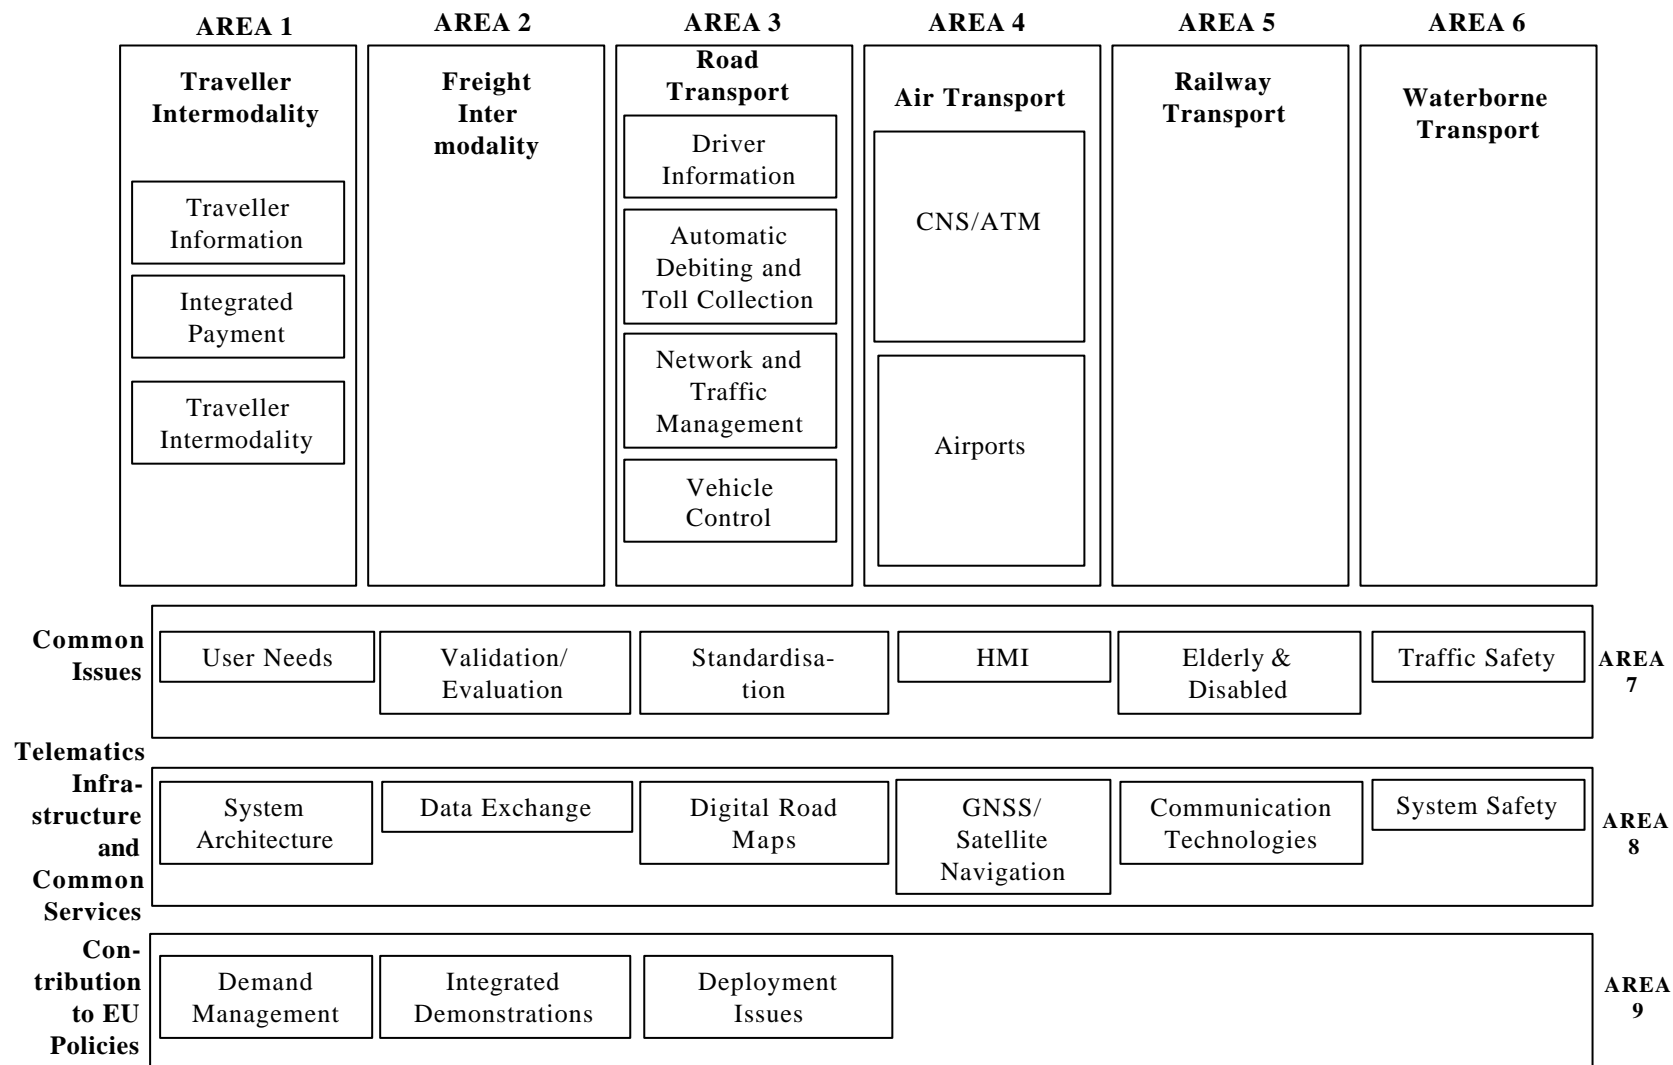 AREA 1
AREA 2
AREA 3
AREA 4
AREA 5
AREA 6
Traveller
Intermodality
Traveller
Information
Integrated
Payment
Traveller
Intermodality
Freight
Inter
modality
Road
Transport
Driver
Information
Automatic
Debiting and
Toll Collection
Network and
Traffic
Management
Vehicle
Control
Air Transport
CNS/ATM
Airports
Railway
Transport
Waterborne
Transport
Common
Issues
User Needs
Validation/
Evaluation
Standardisa-
tion
HMI
Elderly &
Disabled
Traffic Safety
AREA
7
Telematics
Infra-
structure
and
Common
Services
System
Architecture
Data Exchange
Digital Road
Maps
GNSS/
Satellite
Navigation
Communication
Technologies
System Safety
AREA
8
Con-
tribution
to EU
Policies
Demand
Management
Integrated
Demonstrations
Deployment
Issues
AREA
9